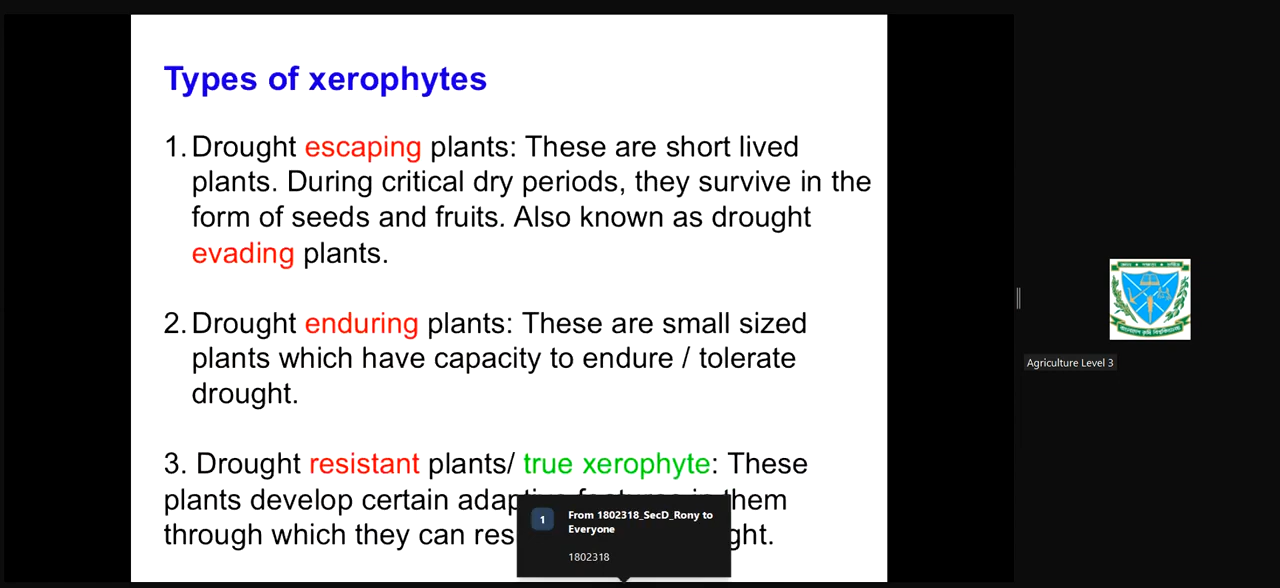 Types of xerophytes
1. Drought escaping plants: These are short lived
plants. During critical dry periods, they survive in the
form of seeds and fruits. Also known as drought
evading plants.
2. Drought enduring plants: These are small sized
plants which have capacity to endure / tolerate
drought.
3. Drought resistant plants/ true xerophyte: These
plants develop certain them
through which they can
1
From 1802318_SecD_Rony to
Everyone
1802318
Agriculture Level 3